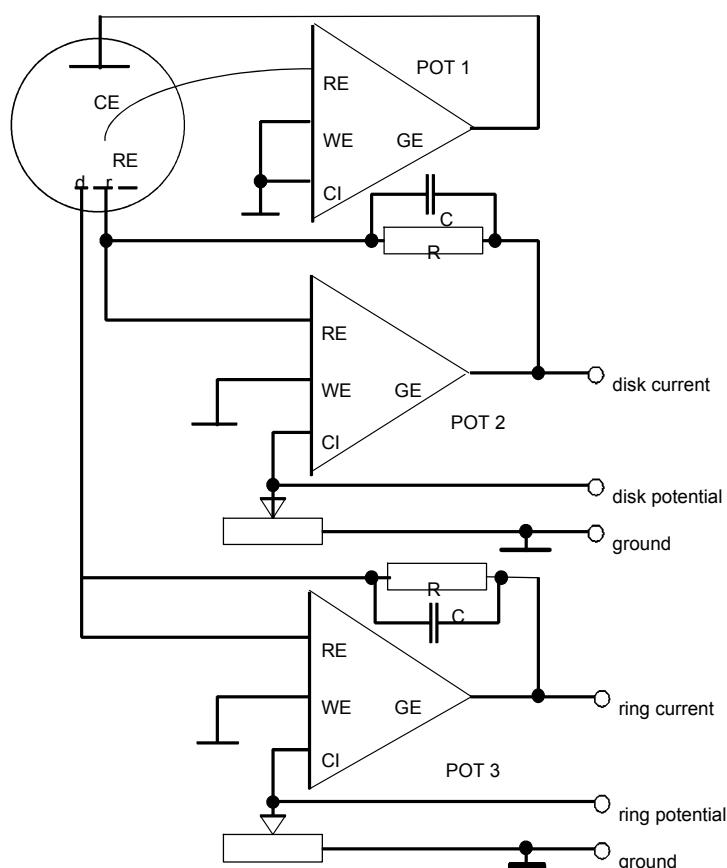 POT 1
RE
CE
WE
GE
RE
d r
CI
C
R
RE
disk current
WE
GE
POT 2
CI
disk potential
ground
R
C
RE
WE
GE
ring current
CI
POT 3
ring potential
ground